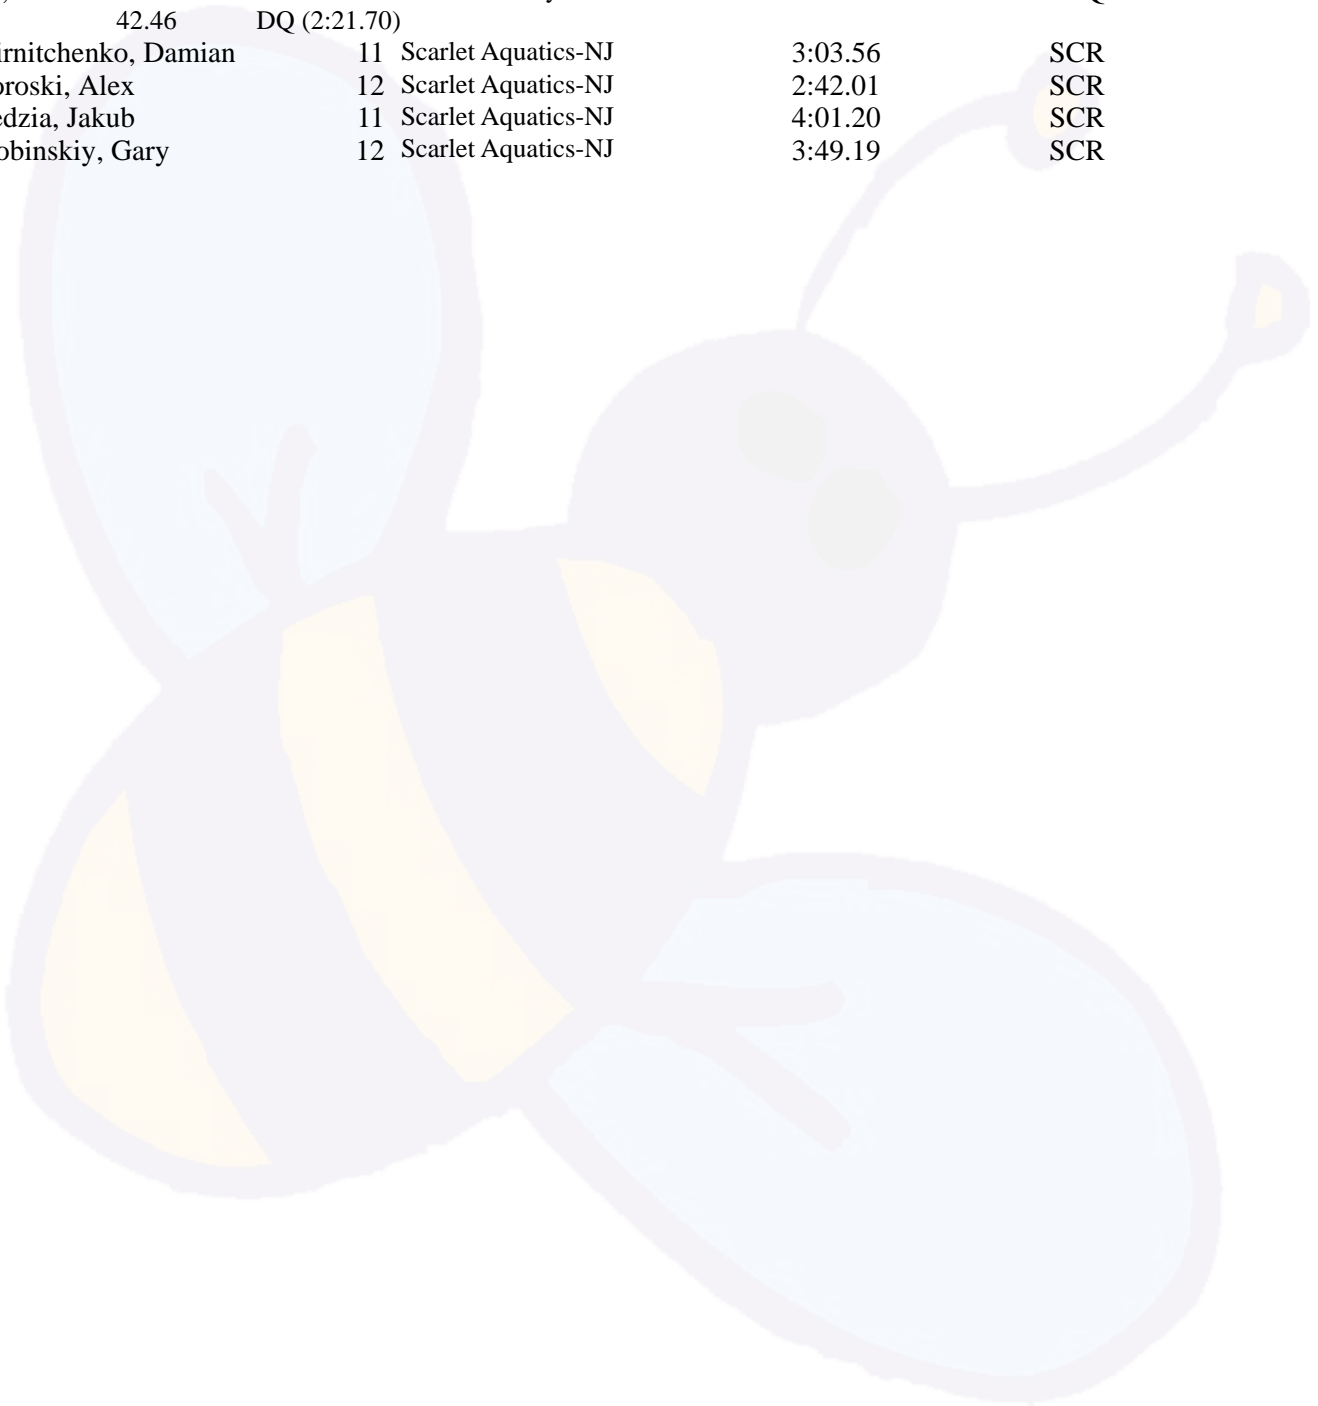 42.46 DQ (2:21.70)
irnitchenko, Damian 11 Scarlet Aquatics-NJ 3:03.56 SCR
oroski, Alex 12 Scarlet Aquatics-NJ 2:42.01 SCR
edzia, Jakub 11 Scarlet Aquatics-NJ 4:01.20 SCR
obinskiy, Gary 12 Scarlet Aquatics-NJ 3:49.19 SCR